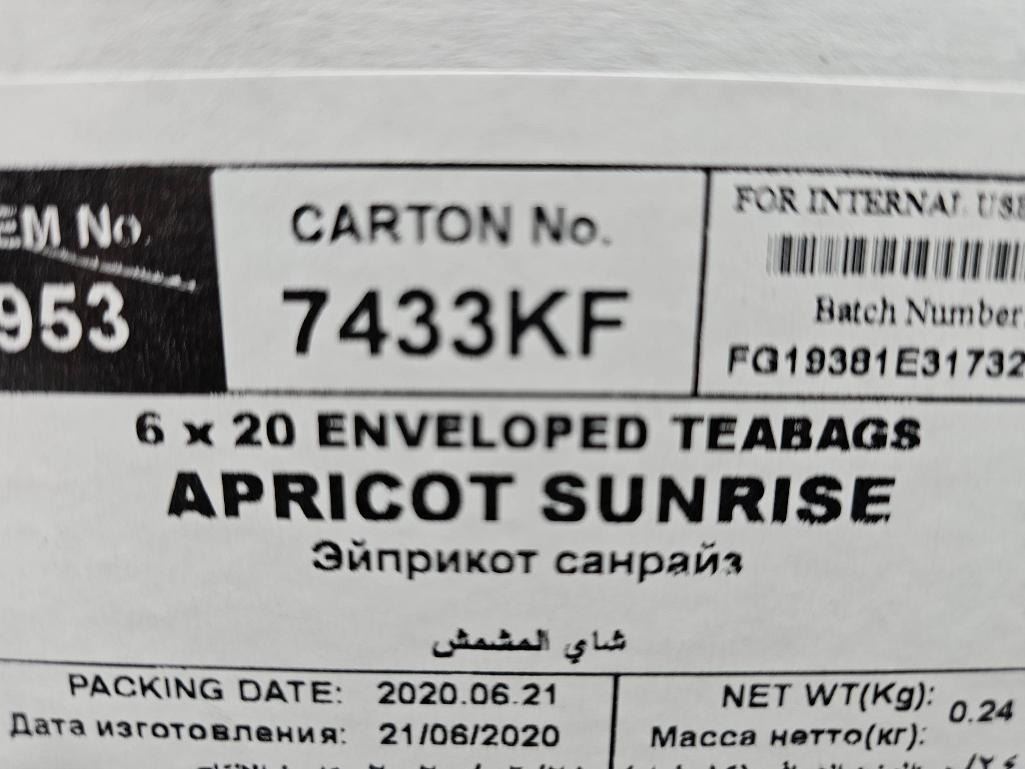 EM No.
953
CARTON No.
7433KF
FOR INTERNAL USE
Batch Number
FG19381E31732
6 x 20 ENVELOPED TEABAGS
APRICOT SUNRISE
Эйприкот санрайз
شاي المشمش
PACKING DATE: 2020.06.21
Дата изготовления: 21/06/2020
NET WT(Kg): 0.24
Масса нетто(кг):